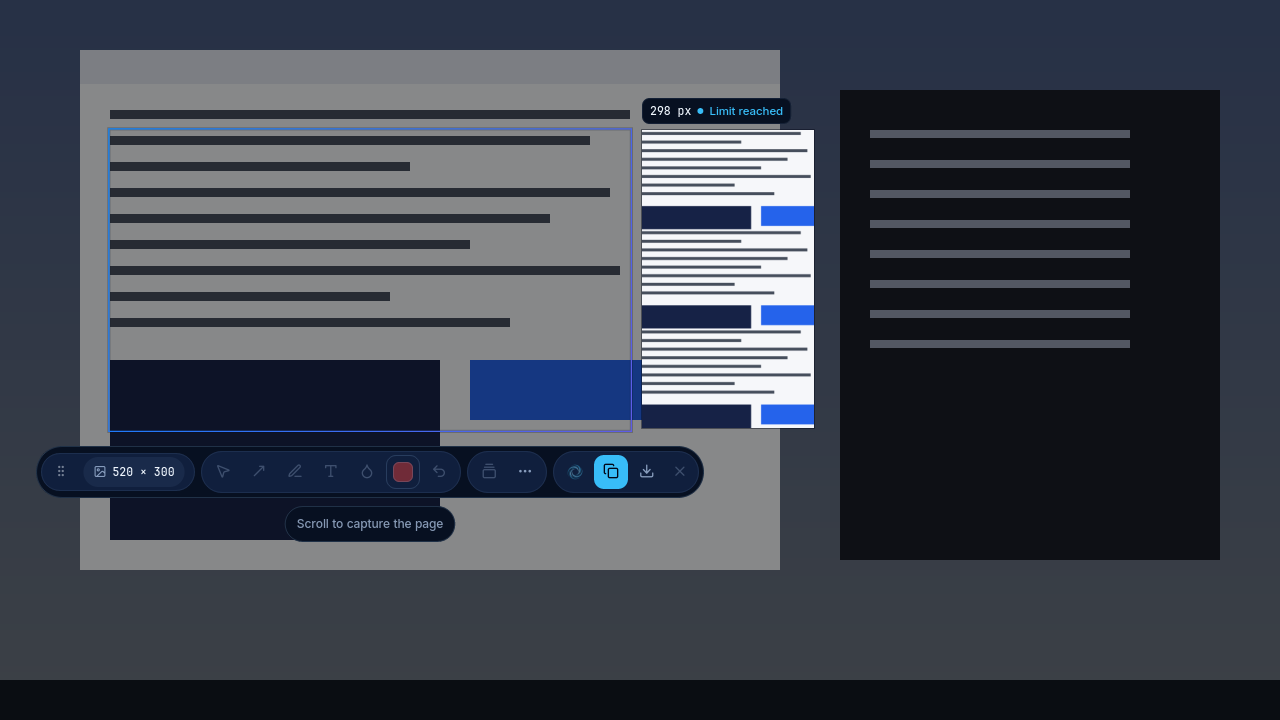 298 px • Limit reached
520 × 300
Scroll to capture the page